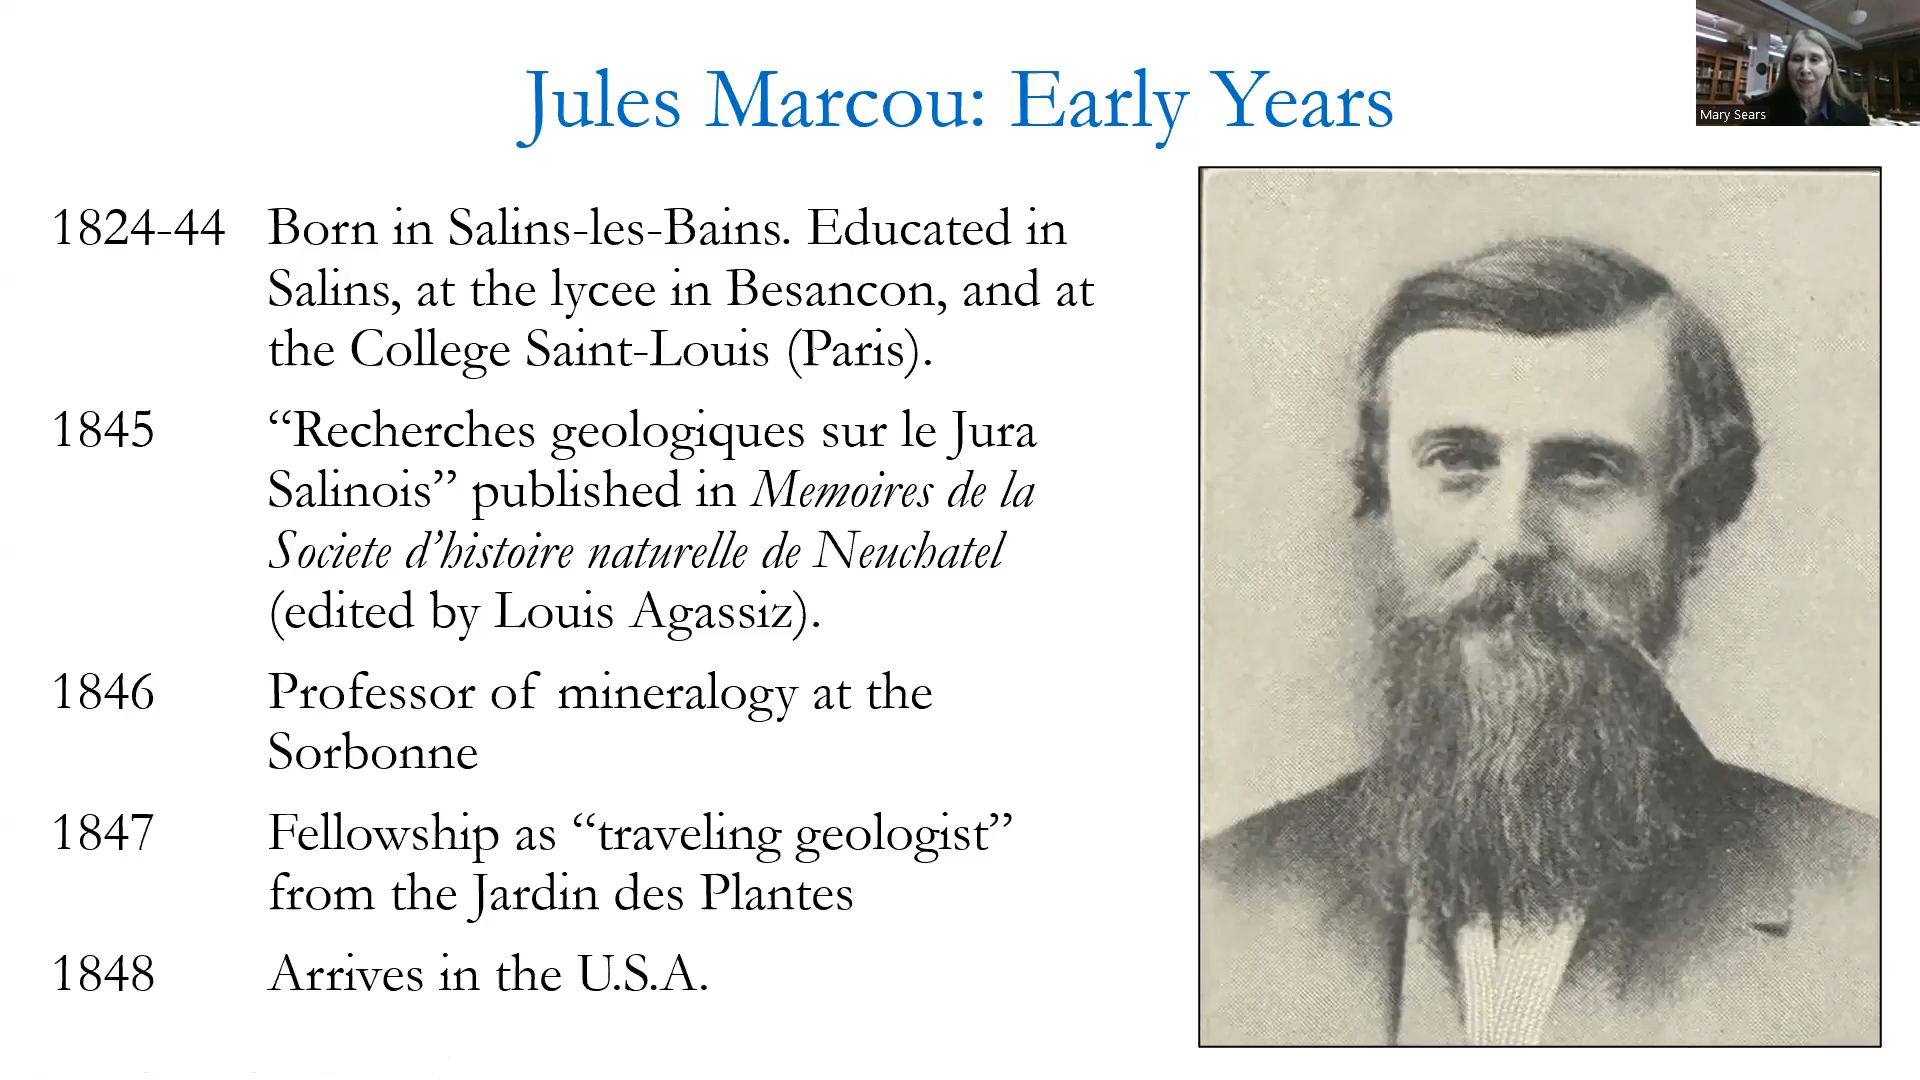 Jules Marcou: Early Years
Mary Sears
1824-44 Born in Salins-les-Bains. Educated in
Salins, at the lycee in Besancon, and at
the College Saint-Louis (Paris).
1845 “Recherches geologiques sur le Jura
Salinois” published in Memoires de la
Societe d’histoire naturelle de Neuchatel
(edited by Louis Agassiz).
1846 Professor of mineralogy at the
Sorbonne
1847 Fellowship as “traveling geologist”
from the Jardin des Plantes
1848 Arrives in the U.S.A.